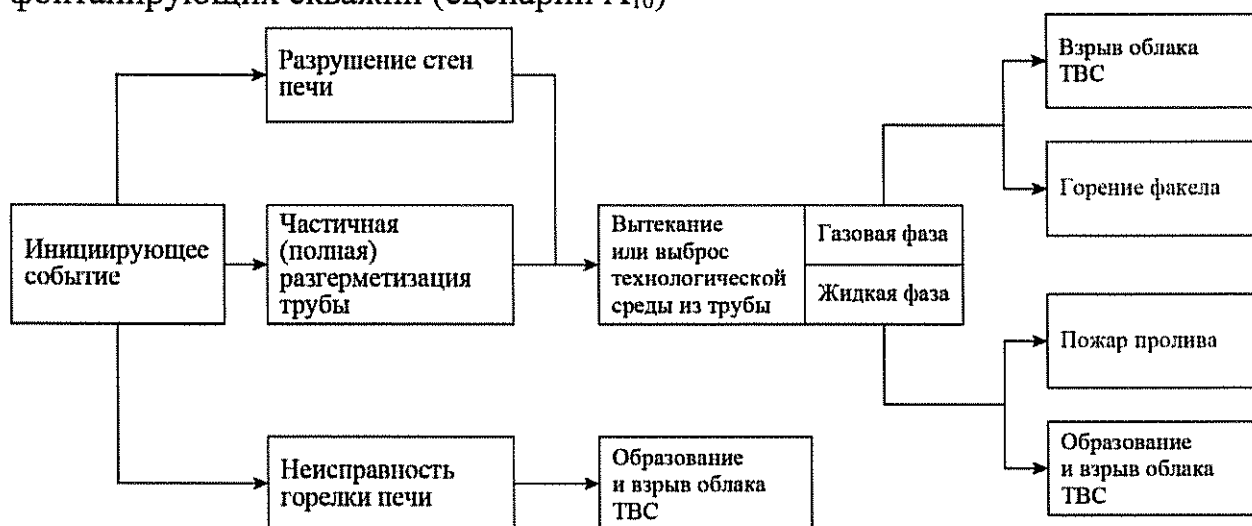 фонтанирующих скважин (сценарий А₁₀)
Разрушение стен
печи
Взрыв облака
ТВС
Горение факела
Инициирующее
событие
Частичная
(полная)
разгерметизация
трубы
Вытекание
или выброс
технологической
среды из трубы
Газовая фаза
Жидкая фаза
Пожар пролива
Неисправность
горелки печи
Образование
и взрыв облака
ТВС
Образование
и взрыв облака
ТВС